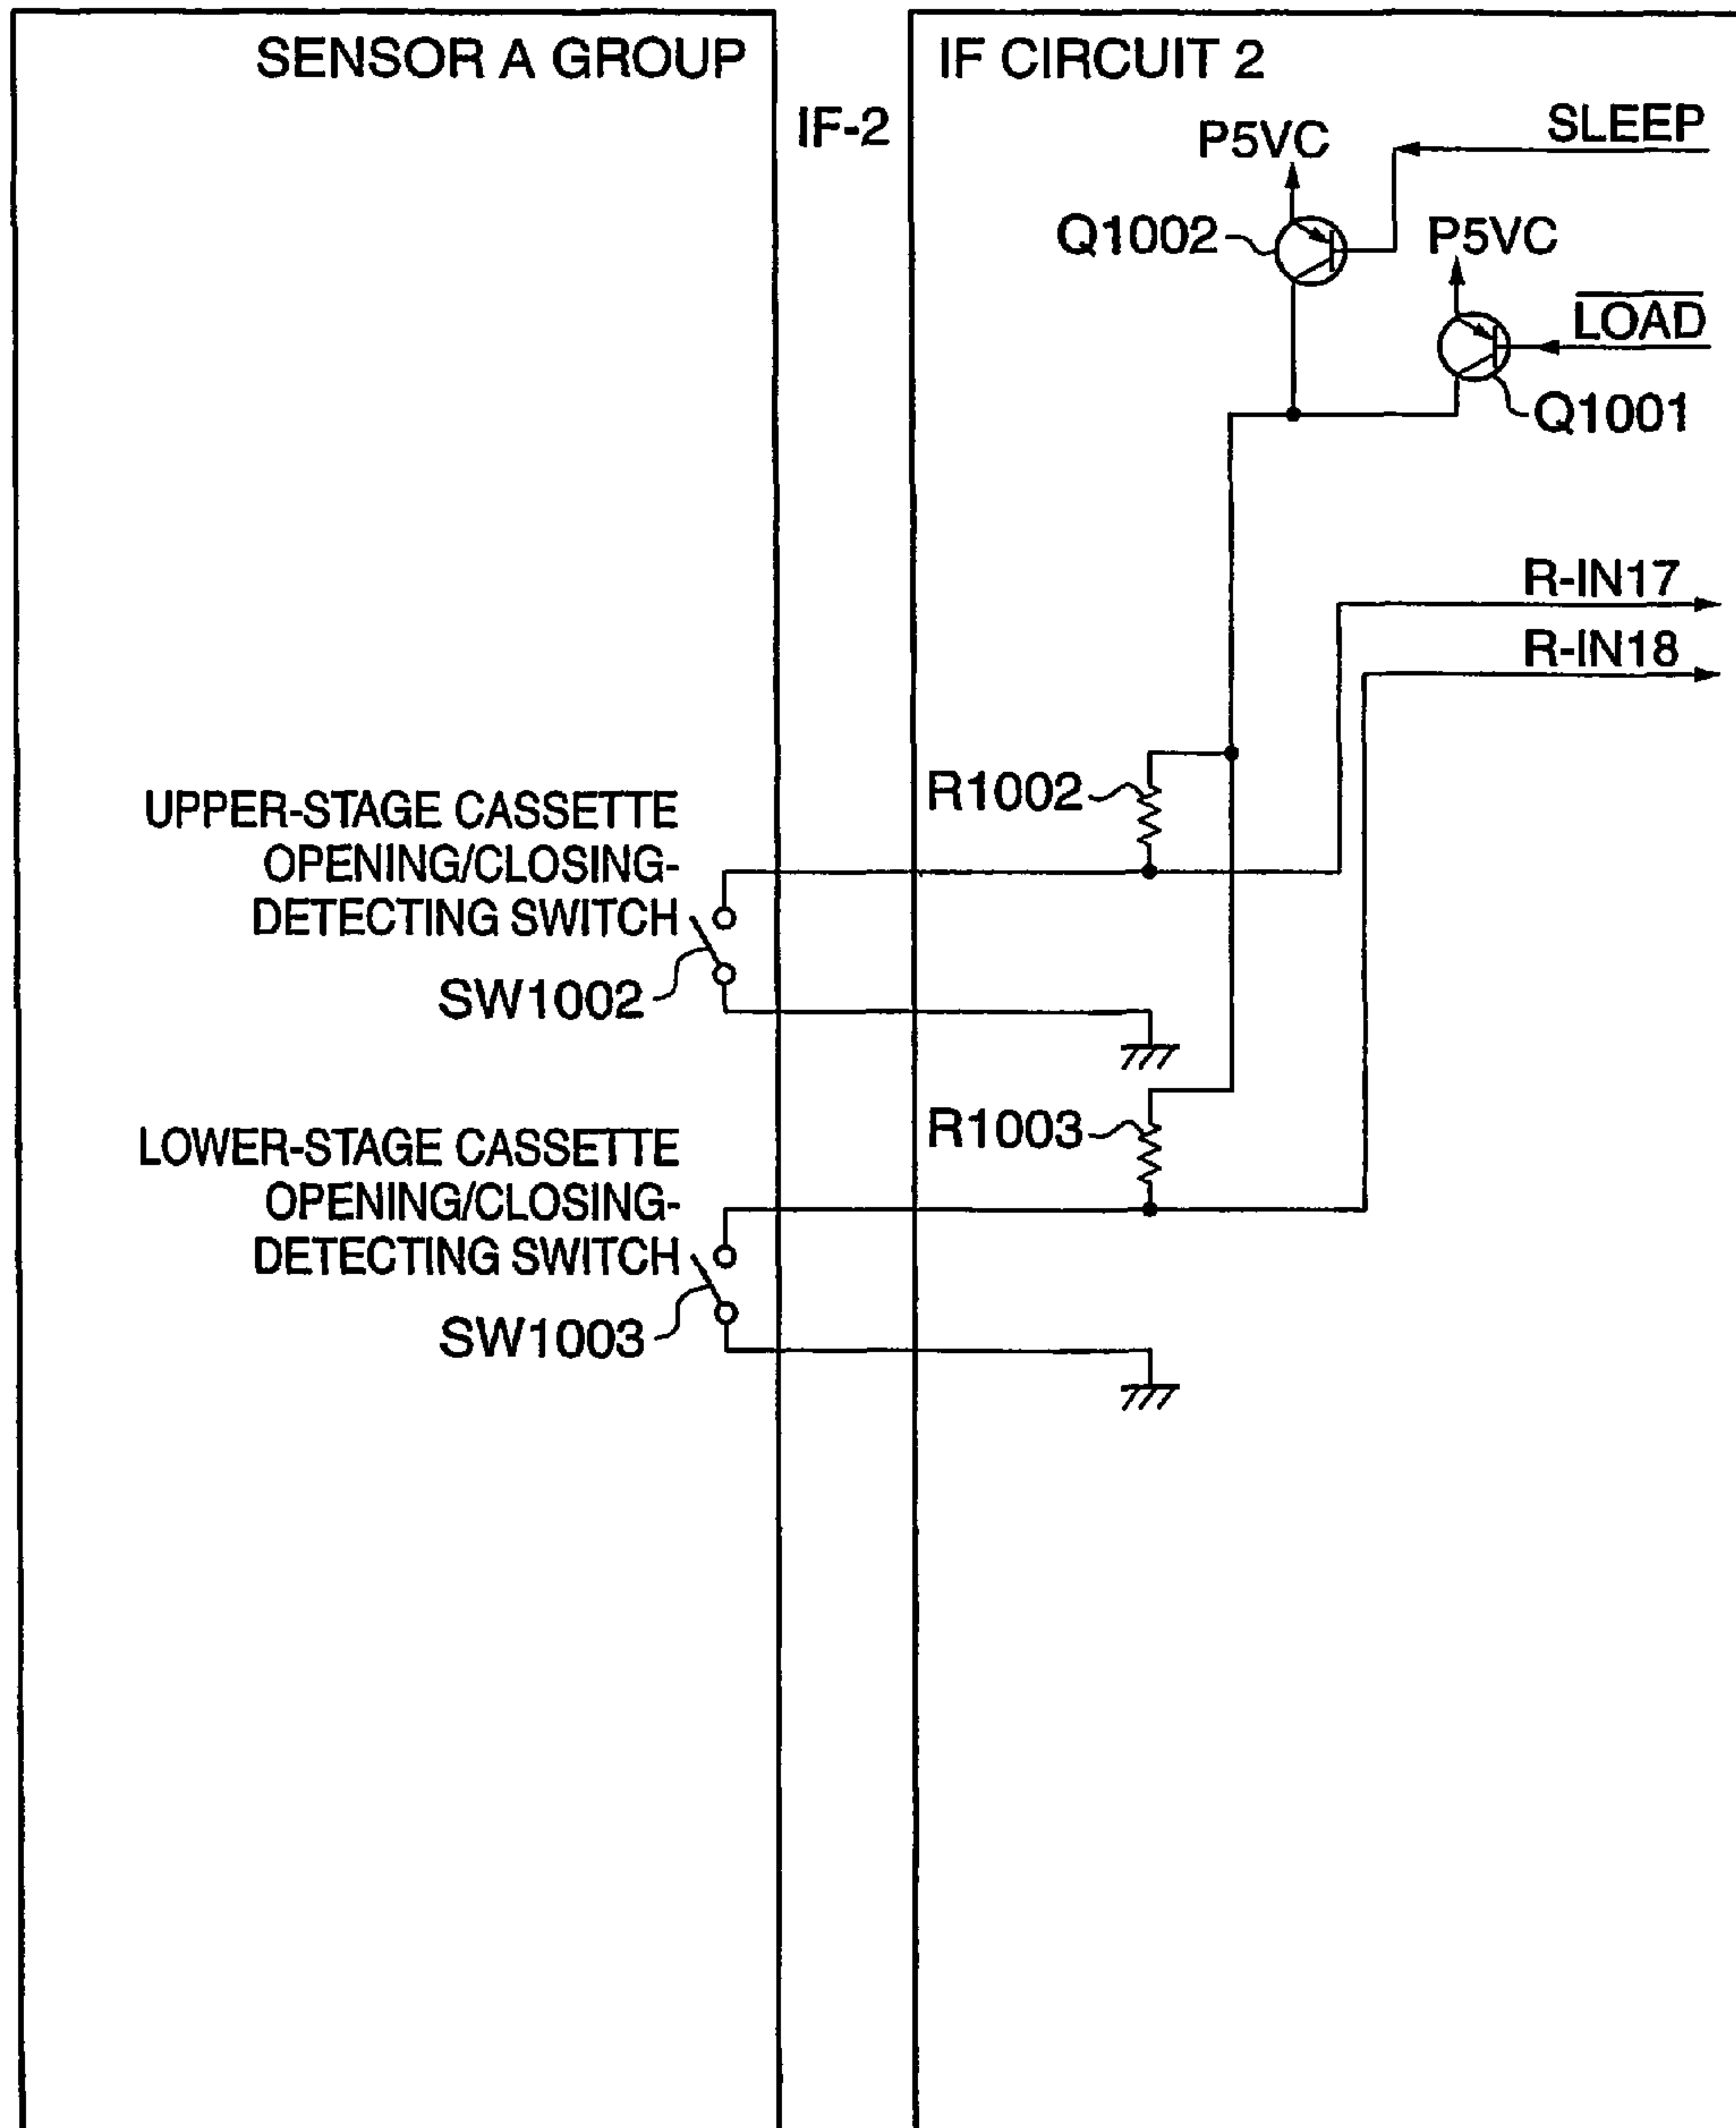 SENSOR A GROUP
IF-2
IF CIRCUIT 2
P5VC
SLEEP
Q1002
P5VC
LOAD
Q1001
R-IN17
R-IN18
R1002
UPPER-STAGE CASSETTE
OPENING/CLOSING-
DETECTING SWITCH
SW1002
R1003
LOWER-STAGE CASSETTE
OPENING/CLOSING-
DETECTING SWITCH
SW1003